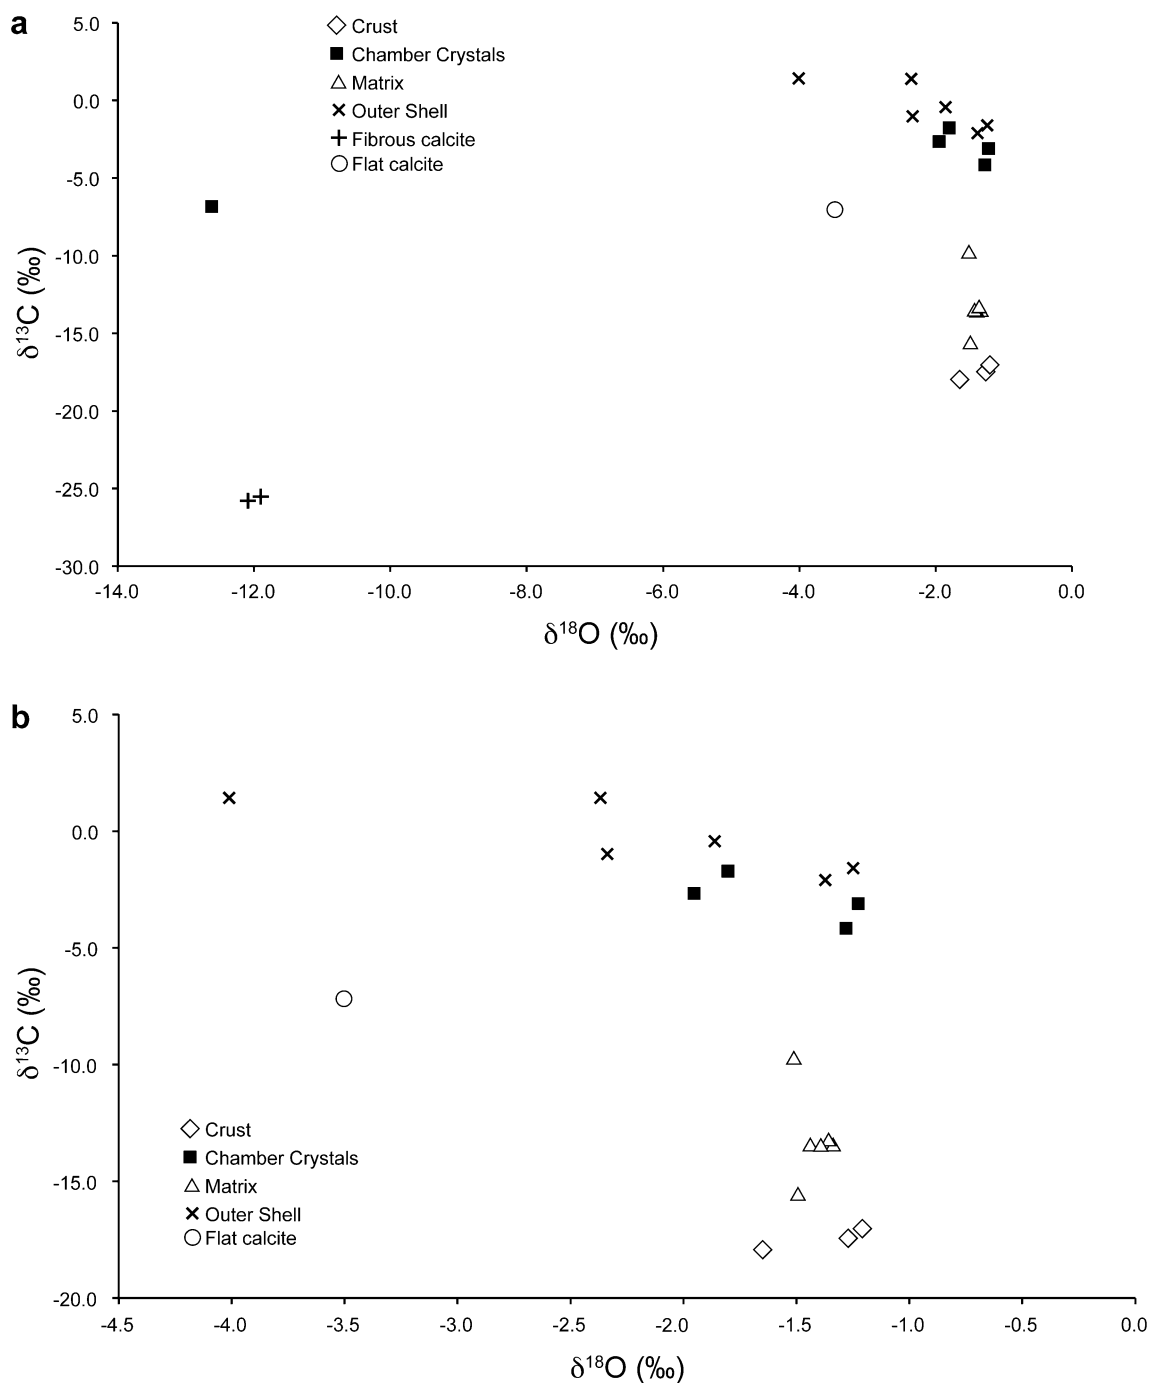 a
5.0
0.0
-5.0
-10.0
-15.0
-20.0
-25.0
-30.0
δ13C (‰)
Crust
Chamber Crystals
Matrix
Outer Shell
Fibrous calcite
Flat calcite
-14.0 -12.0 -10.0 -8.0 -6.0 -4.0 -2.0 0.0
δ18O (‰)
b
5.0
0.0
-5.0
-10.0
-15.0
-20.0
δ13C (‰)
Crust
Chamber Crystals
Matrix
Outer Shell
Flat calcite
-4.5 -4.0 -3.5 -3.0 -2.5 -2.0 -1.5 -1.0 -0.5 0.0
δ18O (‰)